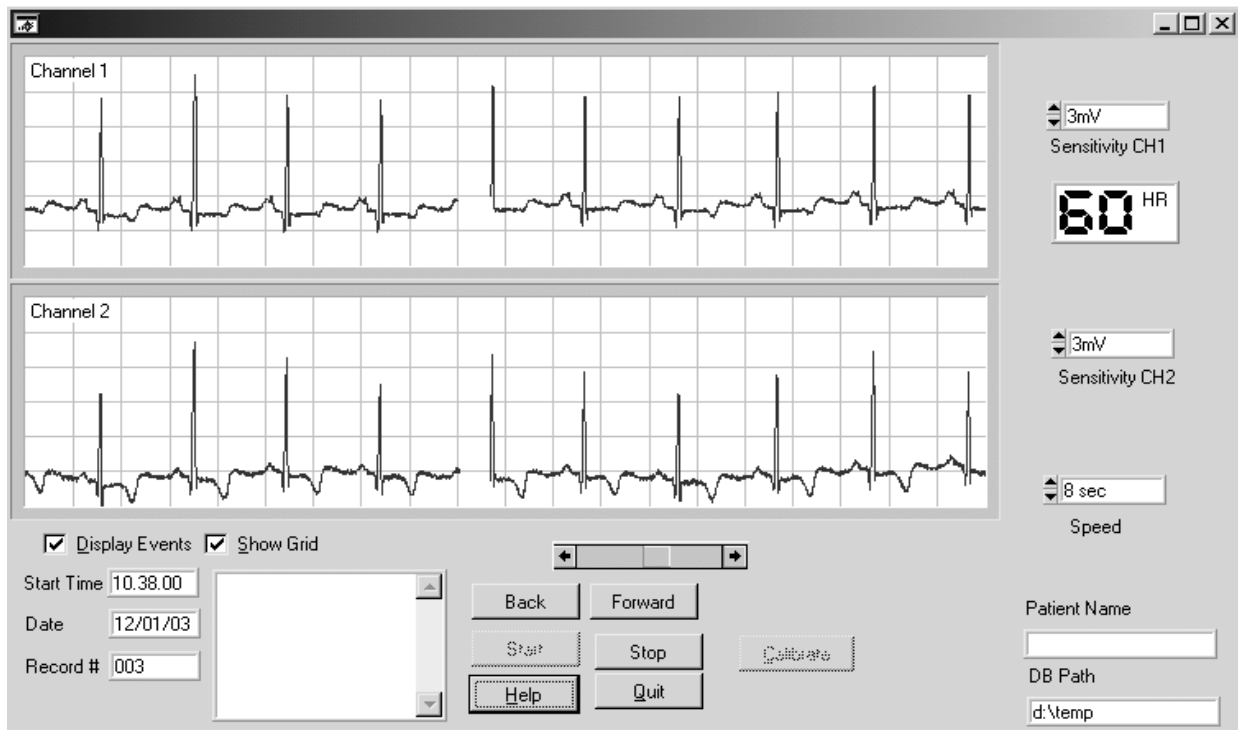 Channel 1
3mV
Sensitivity CH1
60 HR
Channel 2
3mV
Sensitivity CH2
8 sec
Speed
Display Events Show Grid
Start Time 10.38.00
Date 12/01/03
Record # 003
Back Forward
Start Stop
Calibrate
Help Quit
Patient Name
DB Path
d:\temp